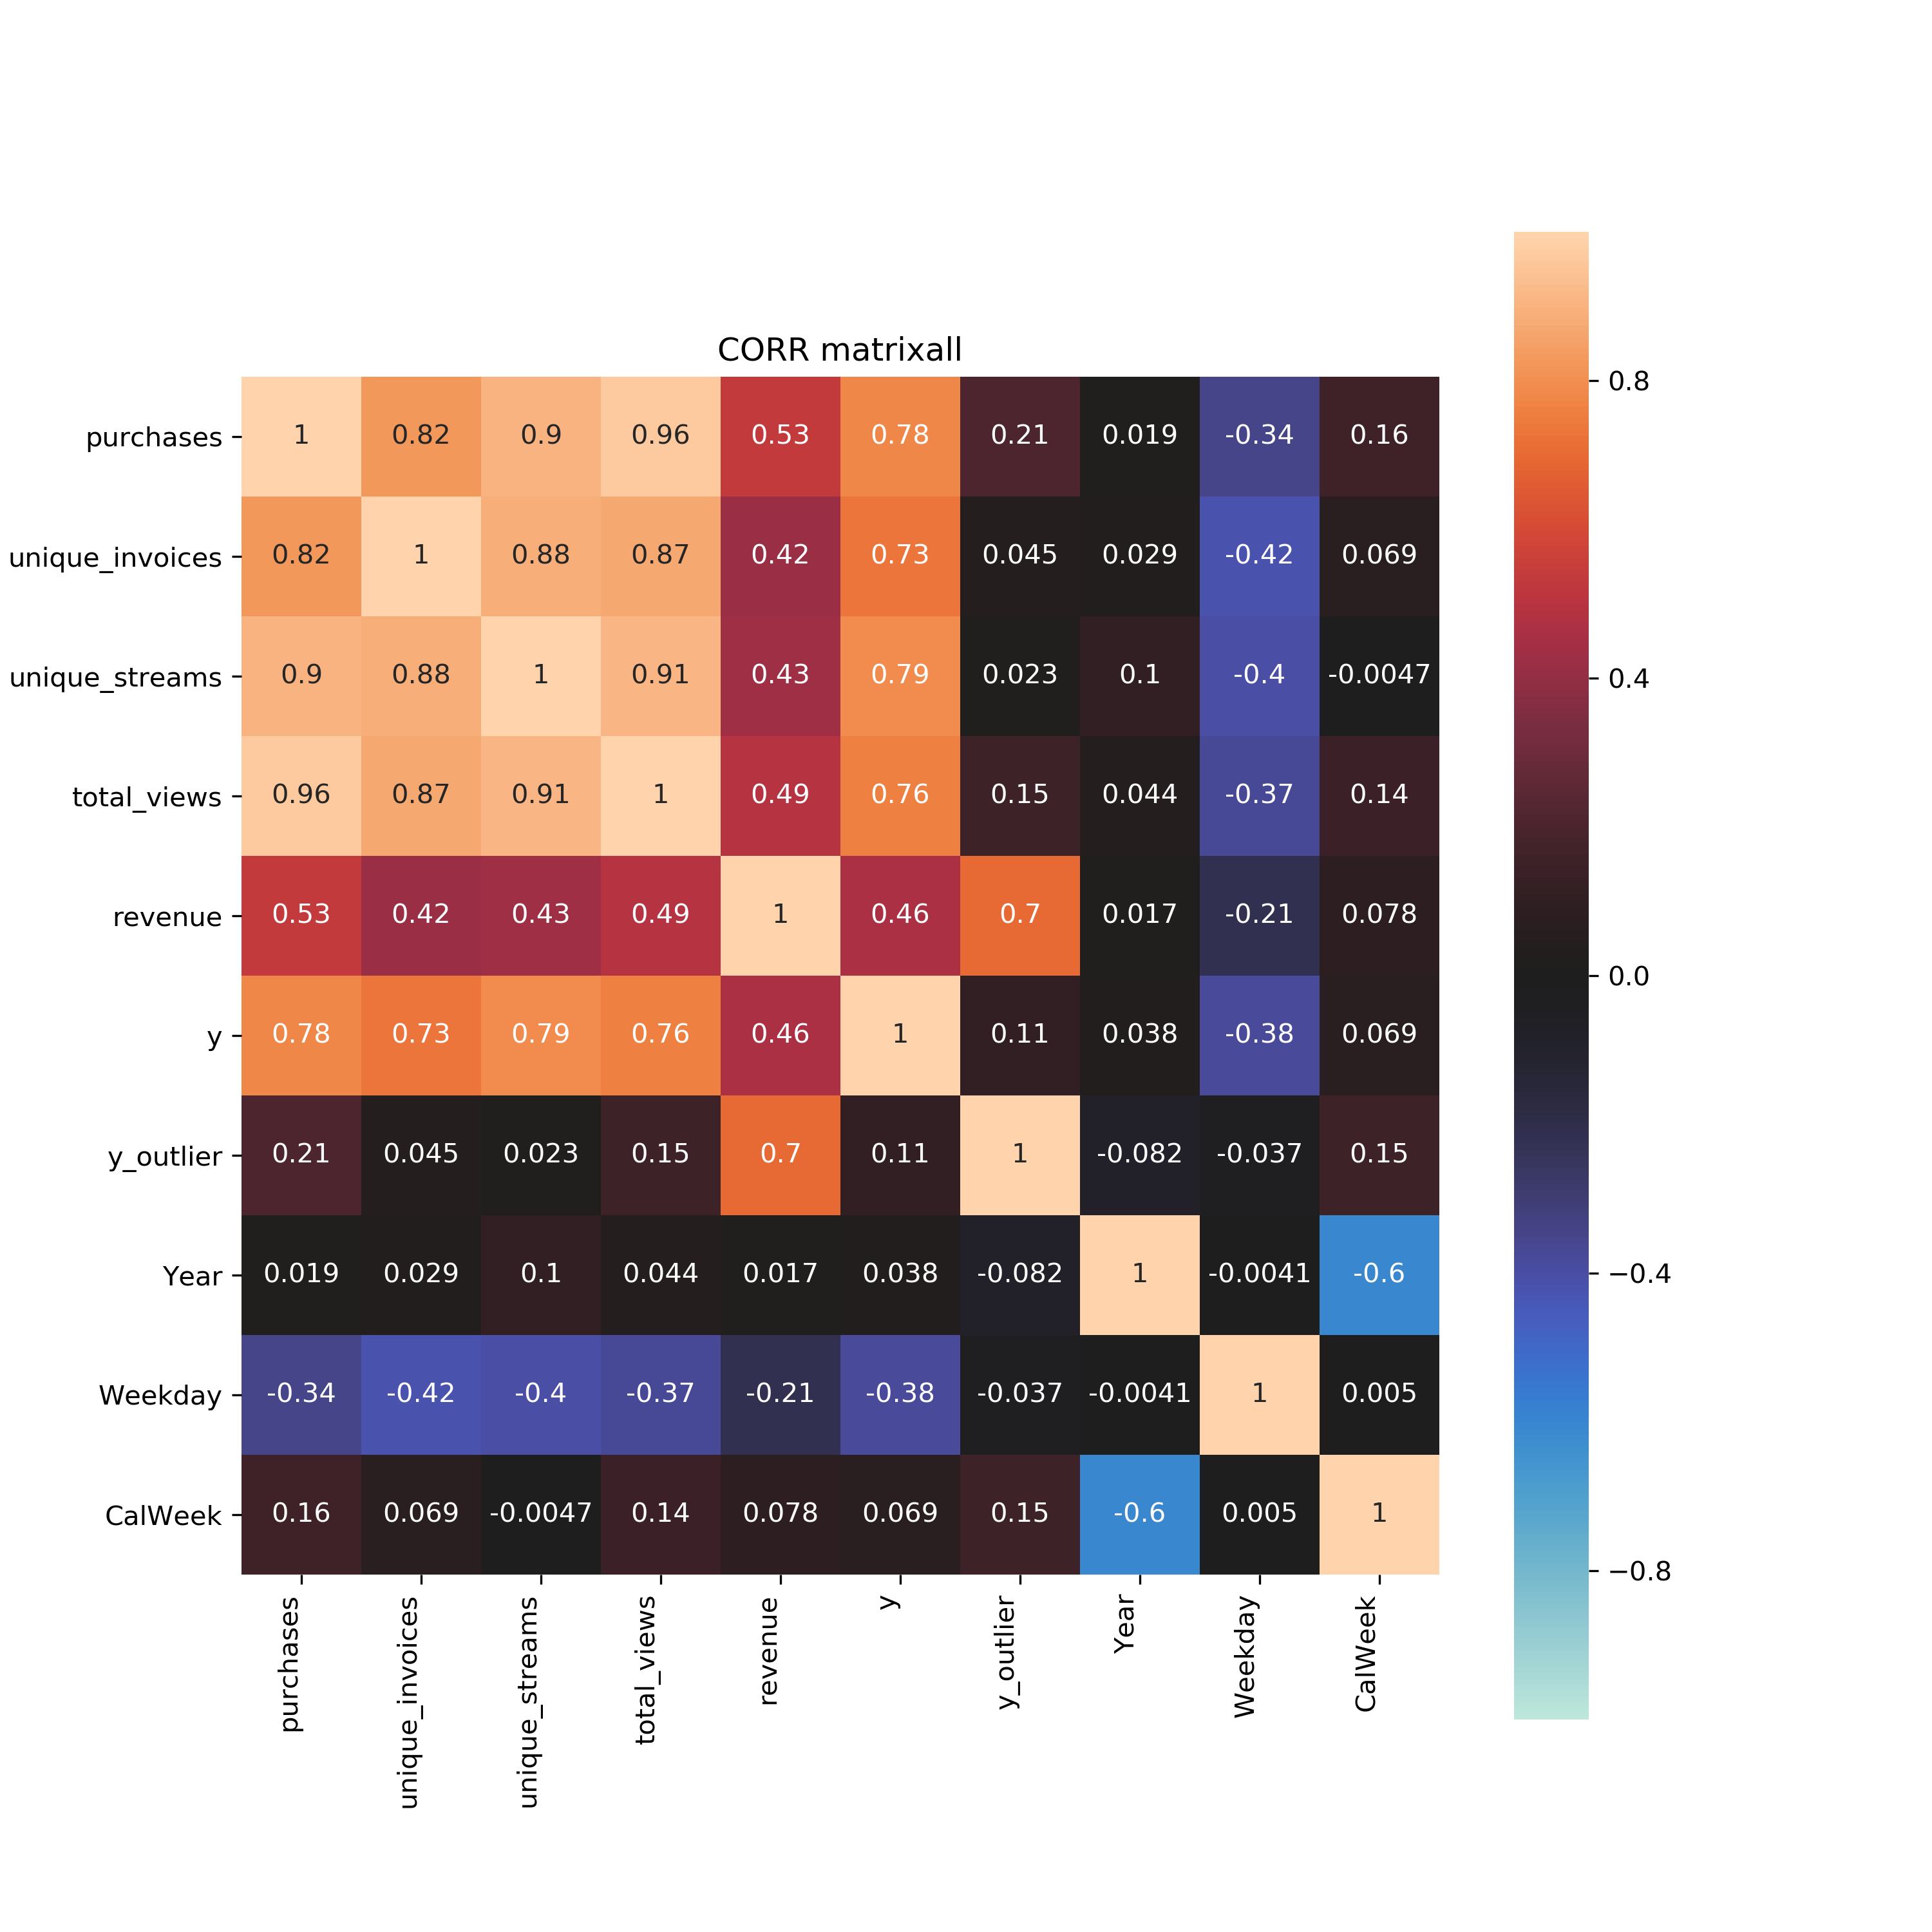 CORR matrixall
purchases 1 0.82 0.9 0.96 0.53 0.78 0.21 0.019 -0.34 0.16
unique_invoices 0.82 1 0.88 0.87 0.42 0.73 0.045 0.029 -0.42 0.069
unique_streams 0.9 0.88 1 0.91 0.43 0.79 0.023 0.1 -0.4 -0.0047
total_views 0.96 0.87 0.91 1 0.49 0.76 0.15 0.044 -0.37 0.14
revenue 0.53 0.42 0.43 0.49 1 0.46 0.7 0.017 -0.21 0.078
y 0.78 0.73 0.79 0.76 0.46 1 0.11 0.038 -0.38 0.069
y_outlier 0.21 0.045 0.023 0.15 0.7 0.11 1 -0.082 -0.037 0.15
Year 0.019 0.029 0.1 0.044 0.017 0.038 -0.082 1 -0.0041 -0.6
Weekday -0.34 -0.42 -0.4 -0.37 -0.21 -0.38 -0.037 -0.0041 1 0.005
CalWeek 0.16 0.069 -0.0047 0.14 0.078 0.069 0.15 -0.6 0.005 1
purchases
unique_invoices
unique_streams
total_views
revenue
y
y_outlier
Year
Weekday
CalWeek
0.8
0.4
0.0
−0.4
−0.8